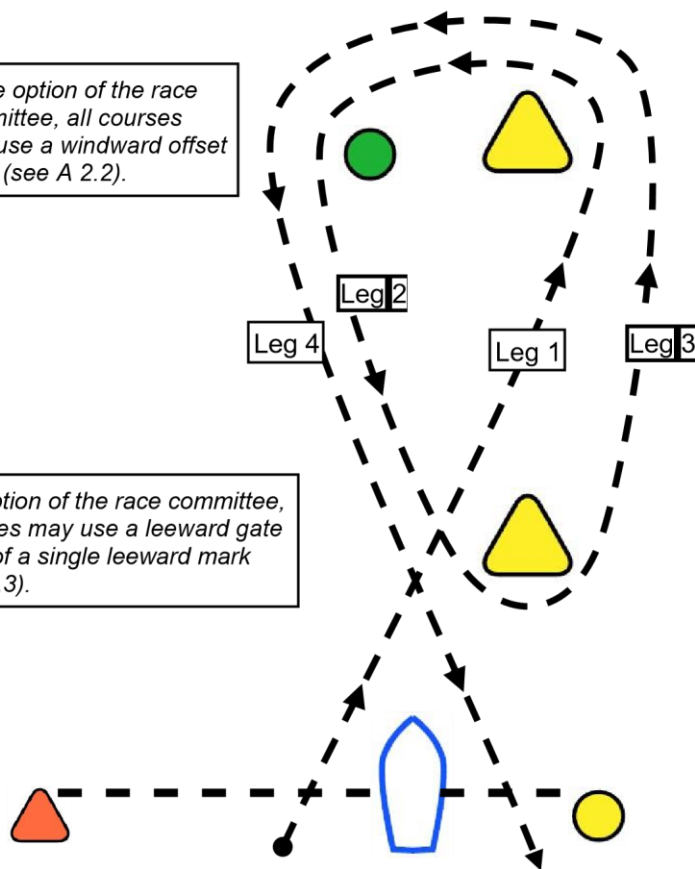 e option of the race
mittee, all courses
use a windward offset
(see A 2.2).
Leg 2
Leg 4
Leg 1
Leg 3
ption of the race committee,
es may use a leeward gate
of a single leeward mark
.3).